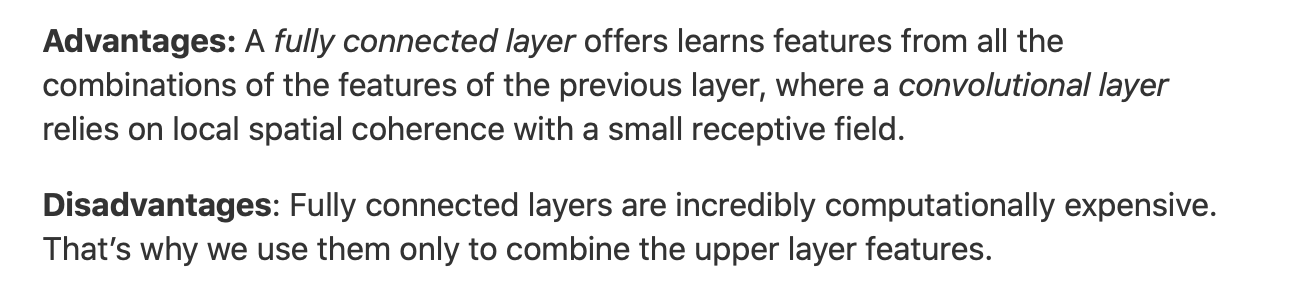 Advantages: A fully connected layer offers learns features from all the
combinations of the features of the previous layer, where a convolutional layer
relies on local spatial coherence with a small receptive field.
Disadvantages: Fully connected layers are incredibly computationally expensive.
That’s why we use them only to combine the upper layer features.